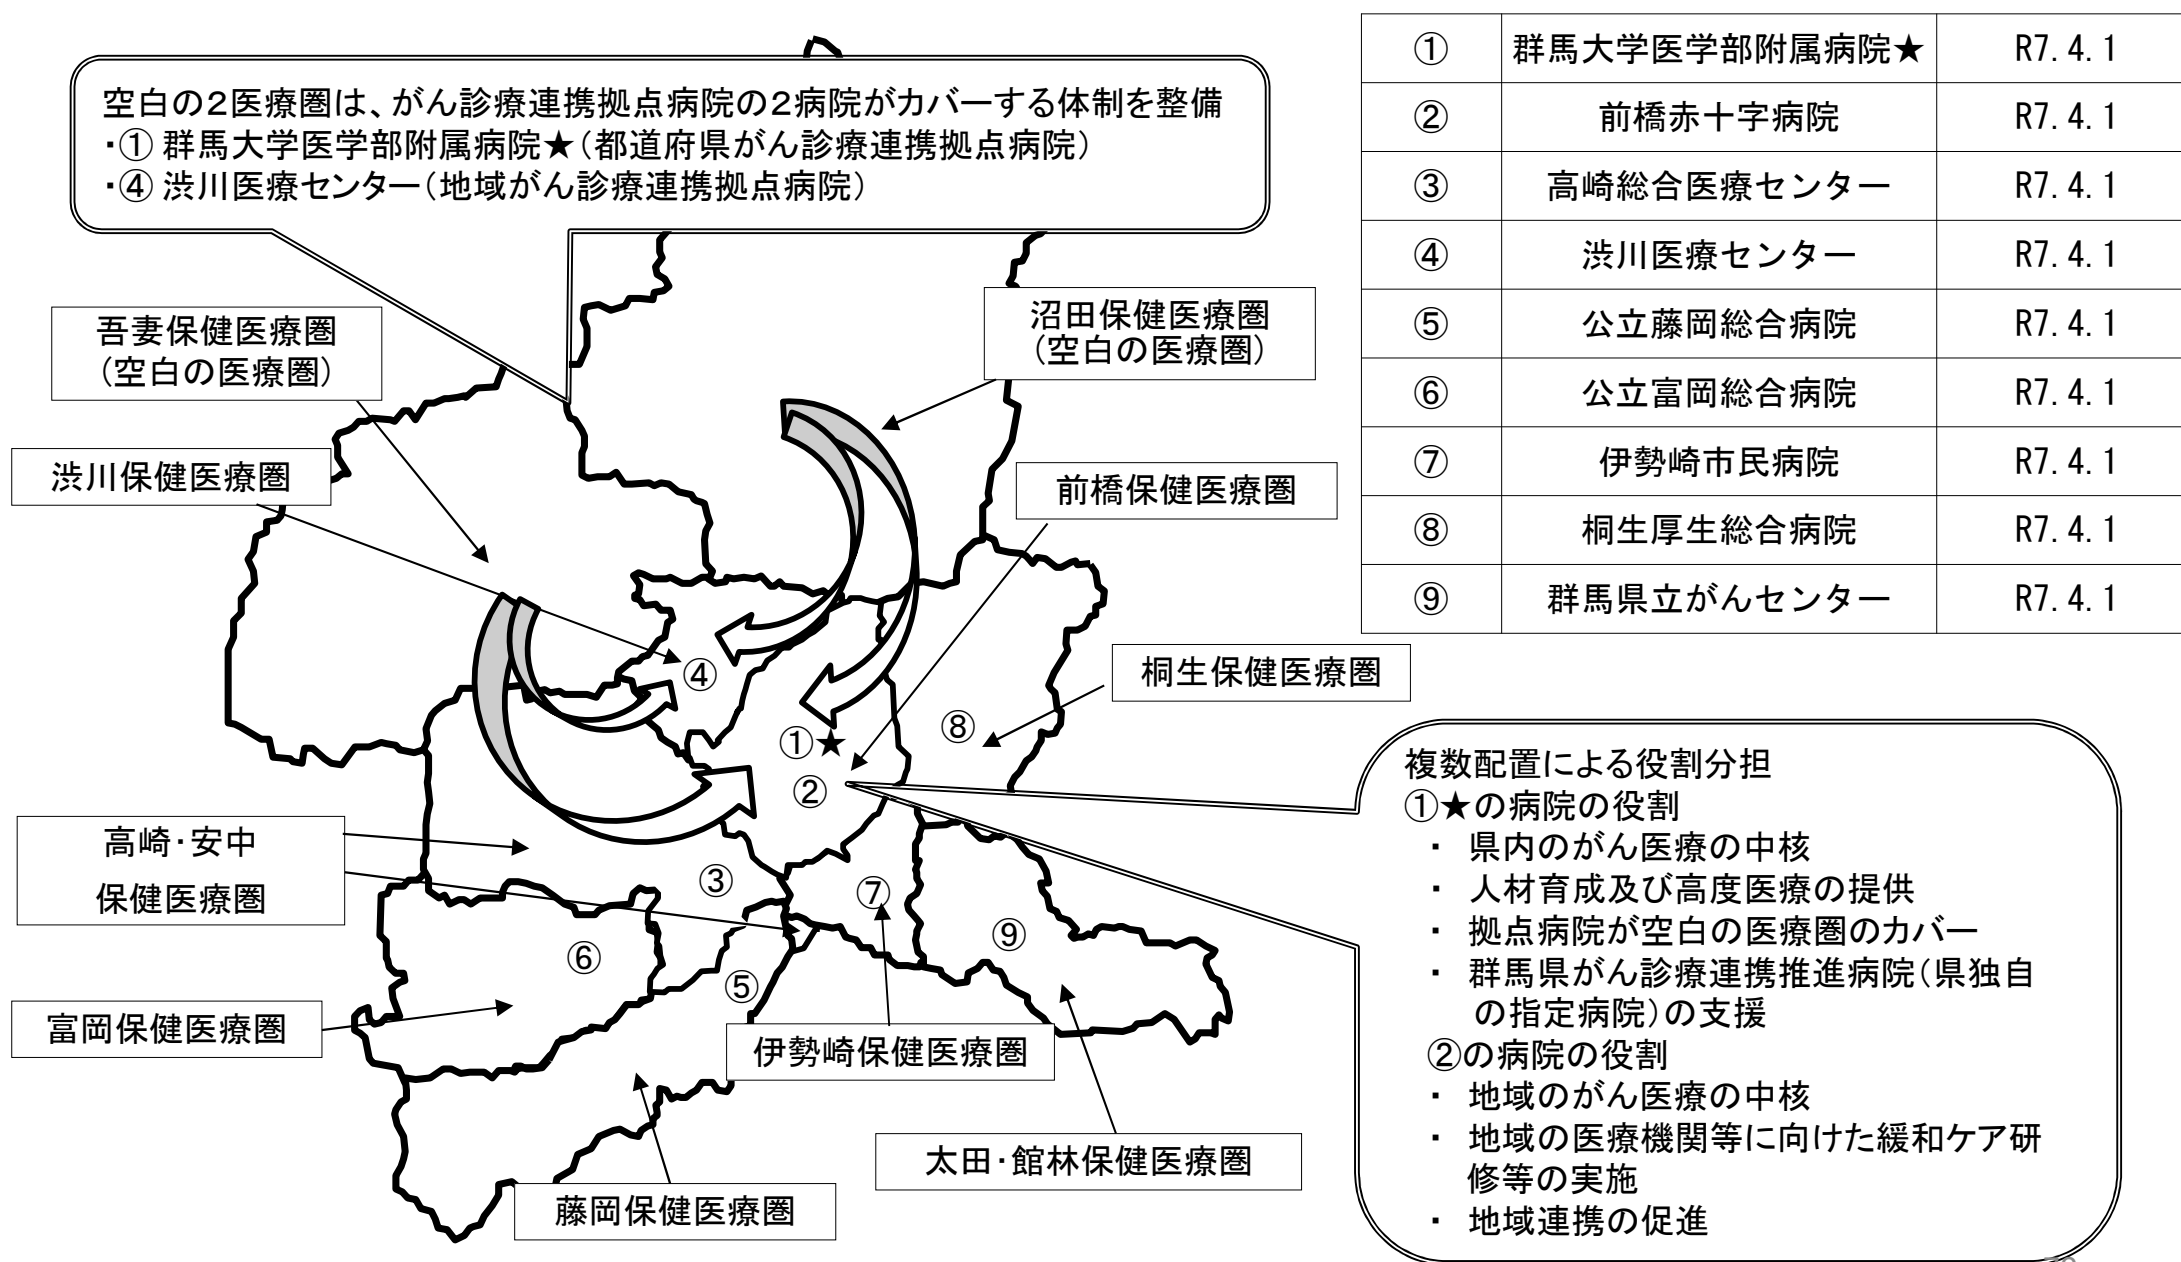 空白の2医療圏は、がん診療連携拠点病院の2病院がカバーする体制を整備
・① 群馬大学医学部附属病院★（都道府県がん診療連携拠点病院）
・④ 渋川医療センター（地域がん診療連携拠点病院）
① 群馬大学医学部附属病院★ R7.4.1
② 前橋赤十字病院 R7.4.1
③ 高崎総合医療センター R7.4.1
④ 渋川医療センター R7.4.1
⑤ 公立藤岡総合病院 R7.4.1
⑥ 公立富岡総合病院 R7.4.1
⑦ 伊勢崎市民病院 R7.4.1
⑧ 桐生厚生総合病院 R7.4.1
⑨ 群馬県立がんセンター R7.4.1
吾妻保健医療圏
（空白の医療圏）
沼田保健医療圏
（空白の医療圏）
渋川保健医療圏
前橋保健医療圏
桐生保健医療圏
④
①★
⑧
②
高崎・安中
保健医療圏
③
⑦
⑨
⑥
⑤
富岡保健医療圏
伊勢崎保健医療圏
太田・館林保健医療圏
藤岡保健医療圏
複数配置による役割分担
①★の病院の役割
・ 県内のがん医療の中核
・ 人材育成及び高度医療の提供
・ 拠点病院が空白の医療圏のカバー
・ 群馬県がん診療連携推進病院（県独自
の指定病院）の支援
②の病院の役割
・ 地域のがん医療の中核
・ 地域の医療機関等に向けた緩和ケア研
修等の実施
・ 地域連携の促進